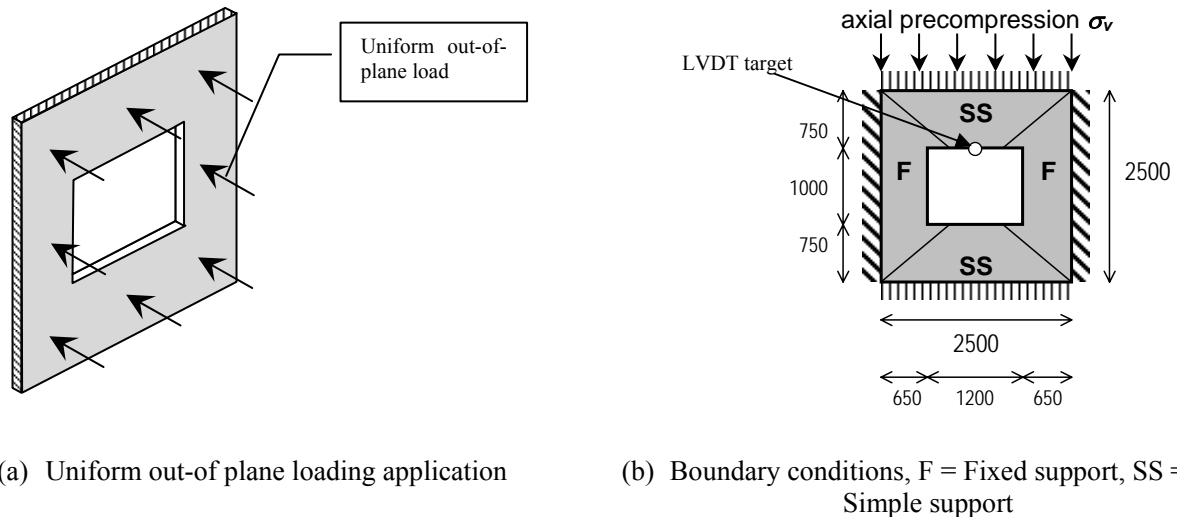 Uniform out-of-
plane load
axial precompression σv
LVDT target
SS
750
F
F
1000
2500
750
SS
2500
650
1200
650
(a) Uniform out-of plane loading application
(b) Boundary conditions, F = Fixed support, SS =
Simple support